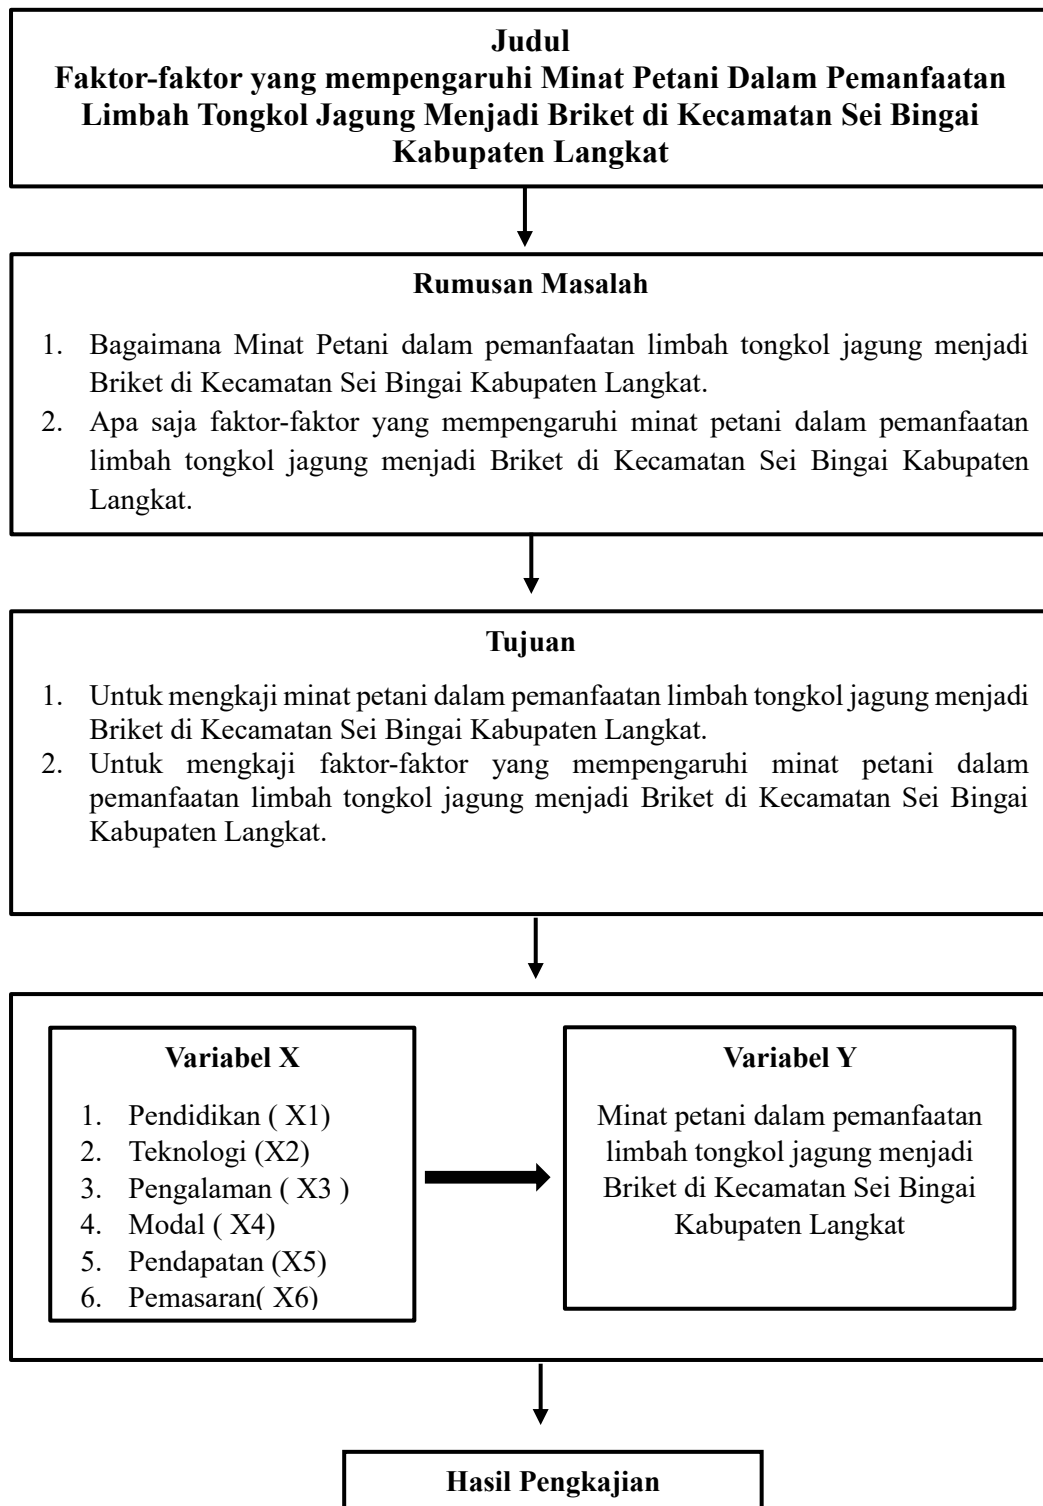 Judul
Faktor-faktor yang mempengaruhi Minat Petani Dalam Pemanfaatan
Limbah Tongkol Jagung Menjadi Briket di Kecamatan Sei Bingai
Kabupaten Langkat
Rumusan Masalah
1. Bagaimana Minat Petani dalam pemanfaatan limbah tongkol jagung menjadi
Briket di Kecamatan Sei Bingai Kabupaten Langkat.
2. Apa saja faktor-faktor yang mempengaruhi minat petani dalam pemanfaatan
limbah tongkol jagung menjadi Briket di Kecamatan Sei Bingai Kabupaten
Langkat.
Tujuan
1. Untuk mengkaji minat petani dalam pemanfaatan limbah tongkol jagung menjadi
Briket di Kecamatan Sei Bingai Kabupaten Langkat.
2. Untuk mengkaji faktor-faktor yang mempengaruhi minat petani dalam
pemanfaatan limbah tongkol jagung menjadi Briket di Kecamatan Sei Bingai
Kabupaten Langkat.
Variabel X
1. Pendidikan ( X1)
2. Teknologi (X2)
3. Pengalaman ( X3 )
4. Modal ( X4)
5. Pendapatan (X5)
6. Pemasaran( X6)
Variabel Y
Minat petani dalam pemanfaatan
limbah tongkol jagung menjadi
Briket di Kecamatan Sei Bingai
Kabupaten Langkat
Hasil Pengkajian